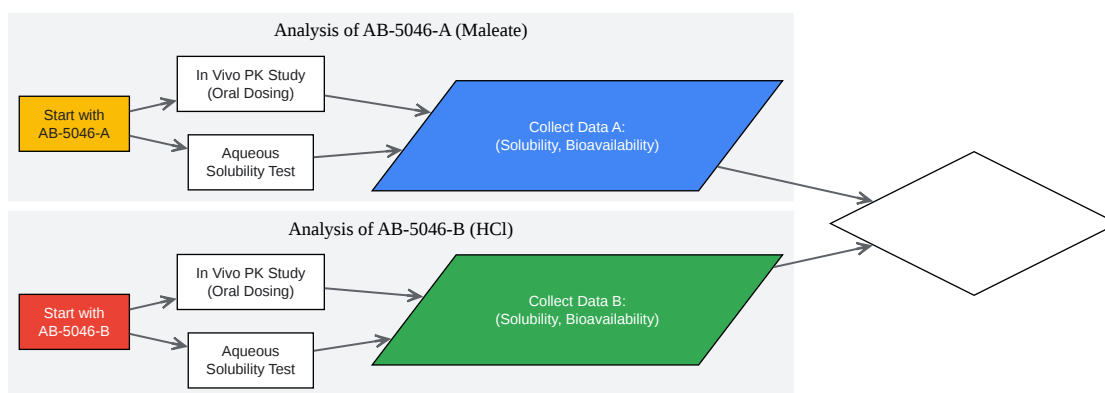 Analysis of AB-5046-A (Maleate)
In Vivo PK Study
(Oral Dosing)
Start with
AB-5046-A
Aqueous
Solubility Test
Collect Data A:
(Solubility, Bioavailability)
Analysis of AB-5046-B (HCl)
In Vivo PK Study
(Oral Dosing)
Start with
AB-5046-B
Aqueous
Solubility Test
Collect Data B:
(Solubility, Bioavailability)